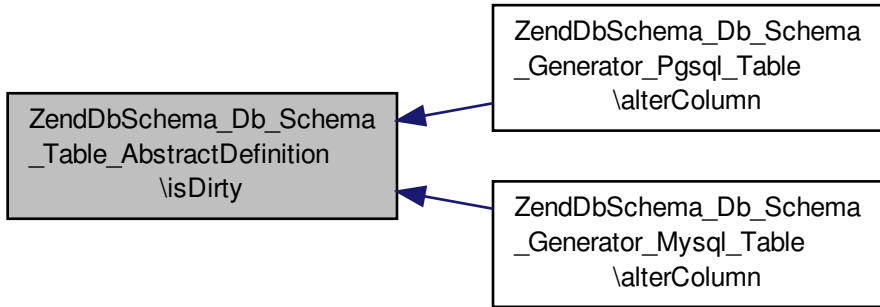 ZendDbSchema_Db_Schema
_Table_AbstractDefinition
\isDirty
ZendDbSchema_Db_Schema
_Generator_Pgsql_Table
\alterColumn
ZendDbSchema_Db_Schema
_Generator_Mysql_Table
\alterColumn